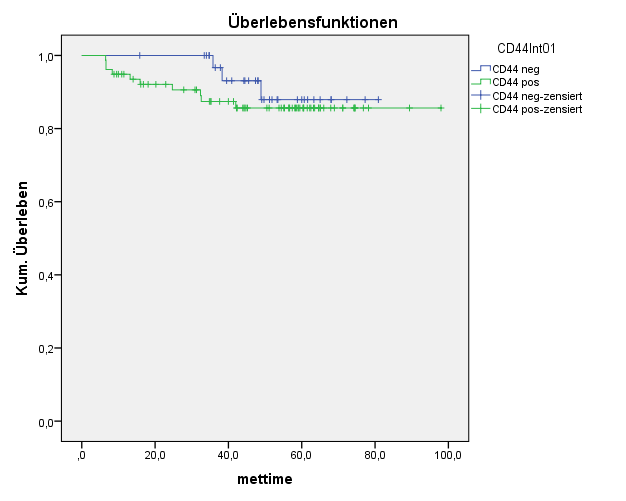 Überlebensfunktionen
CD44Int01
CD44 neg
CD44 pos
CD44 neg-zensiert
CD44 pos-zensiert
Kum. Überleben
1,0
0,8
0,6
0,4
0,2
0,0
,0 20,0 40,0 60,0 80,0 100,0
mettime